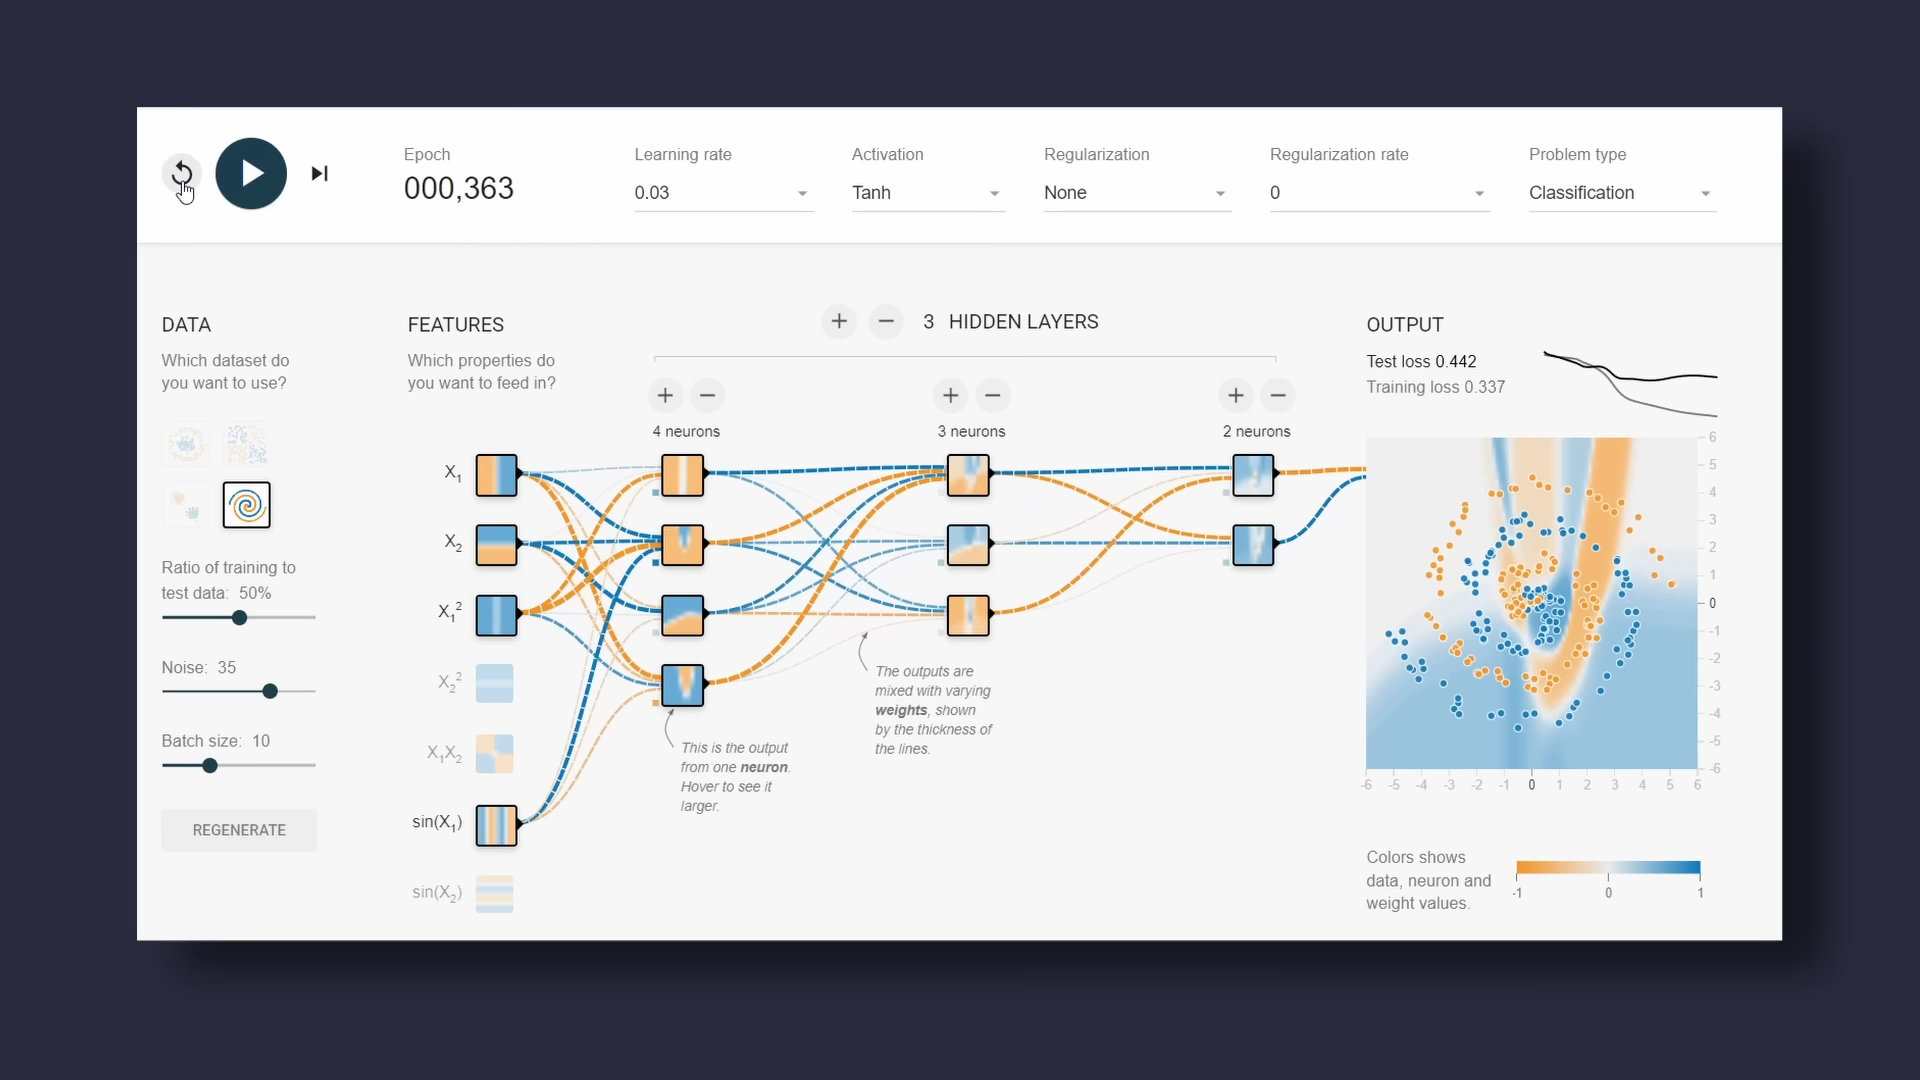 Epoch
000,363
Learning rate
0.03
Activation
Tanh
Regularization
None
Regularization rate
0
Problem type
Classification
DATA
Which dataset do
you want to use?
Ratio of training to
test data: 50%
Noise: 35
Batch size: 10
REGENERATE
FEATURES
Which properties do
you want to feed in?
X₁
X₂
X₁²
X₂²
X₁X₂
sin(X₁)
sin(X₂)
3 HIDDEN LAYERS
4 neurons
3 neurons
2 neurons
This is the output
from one neuron.
Hover to see it
larger.
The outputs are
mixed with varying
weights, shown
by the thickness of
the lines.
OUTPUT
Test loss 0.442
Training loss 0.337
6
5
4
3
2
1
0
-1
-2
-3
-4
-5
-6
-6 -5 -4 -3 -2 -1 0 1 2 3 4 5 6
Colors shows
data, neuron and
weight values.
-1 0 1